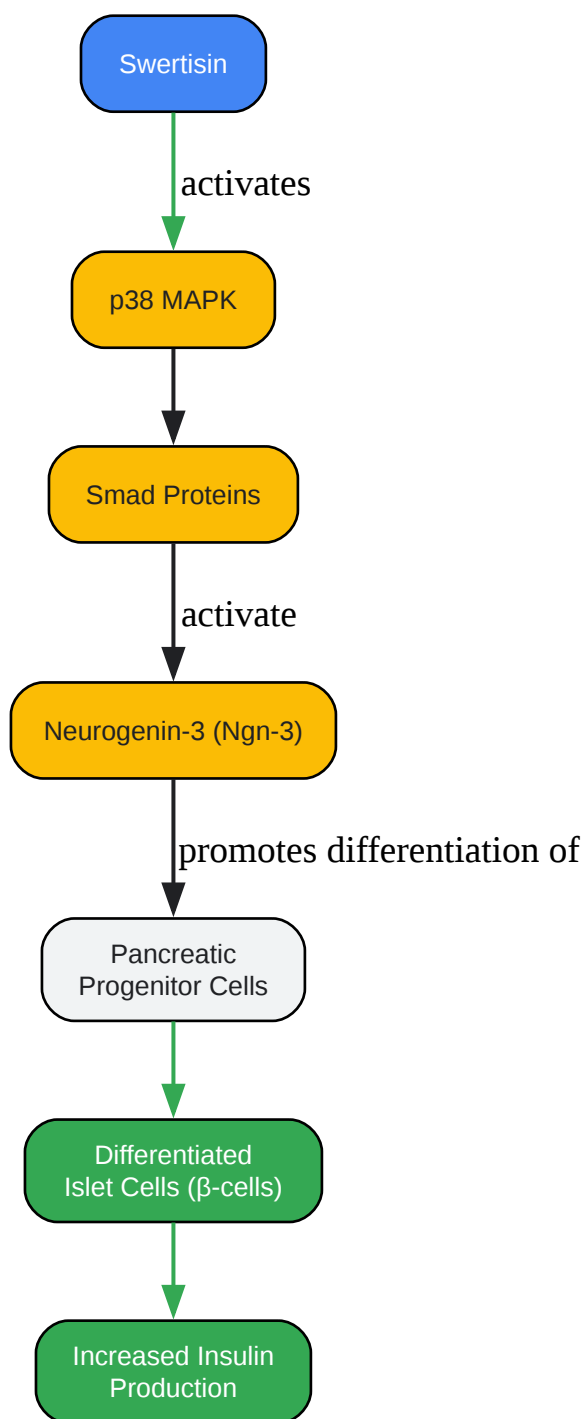 Swertisin
activates
p38 MAPK
Smad Proteins
activate
Neurogenin-3 (Ngn-3)
promotes differentiation of
Pancreatic
Progenitor Cells
Differentiated
Islet Cells (β-cells)
Increased Insulin
Production